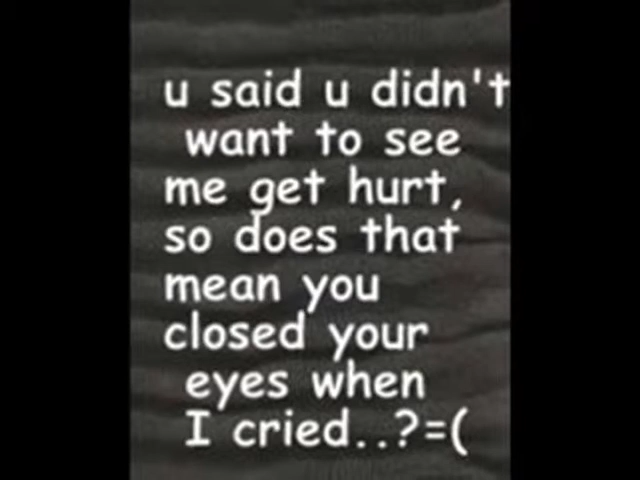 u said u didn't
want to see
me get hurt,
so does that
mean you
closed your
eyes when
I cried..?=(